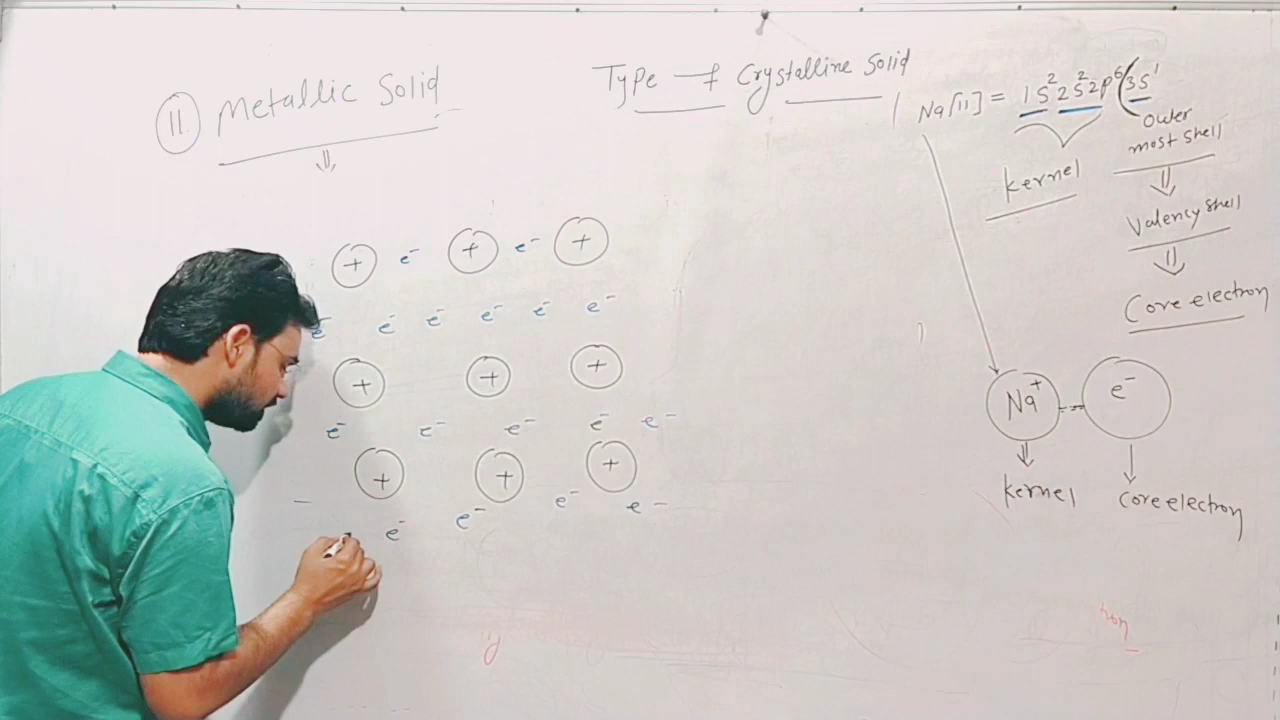 Type of Crystalline Solid
(II) Metallic Solid
⇓
Na[11] = 1s² 2s² 2p⁶ (3s¹
kernel
outer
most shell
⇓
Valency shell
⇓
Core electron
+ e⁻ + e⁻ +
e⁻ e⁻ e⁻ e⁻ e⁻ e⁻
+ + +
e⁻ e⁻ e⁻ e⁻ e⁻
+ + +
e⁻ e⁻
e⁻ e⁻
Na⁺ e⁻
kernel core electron